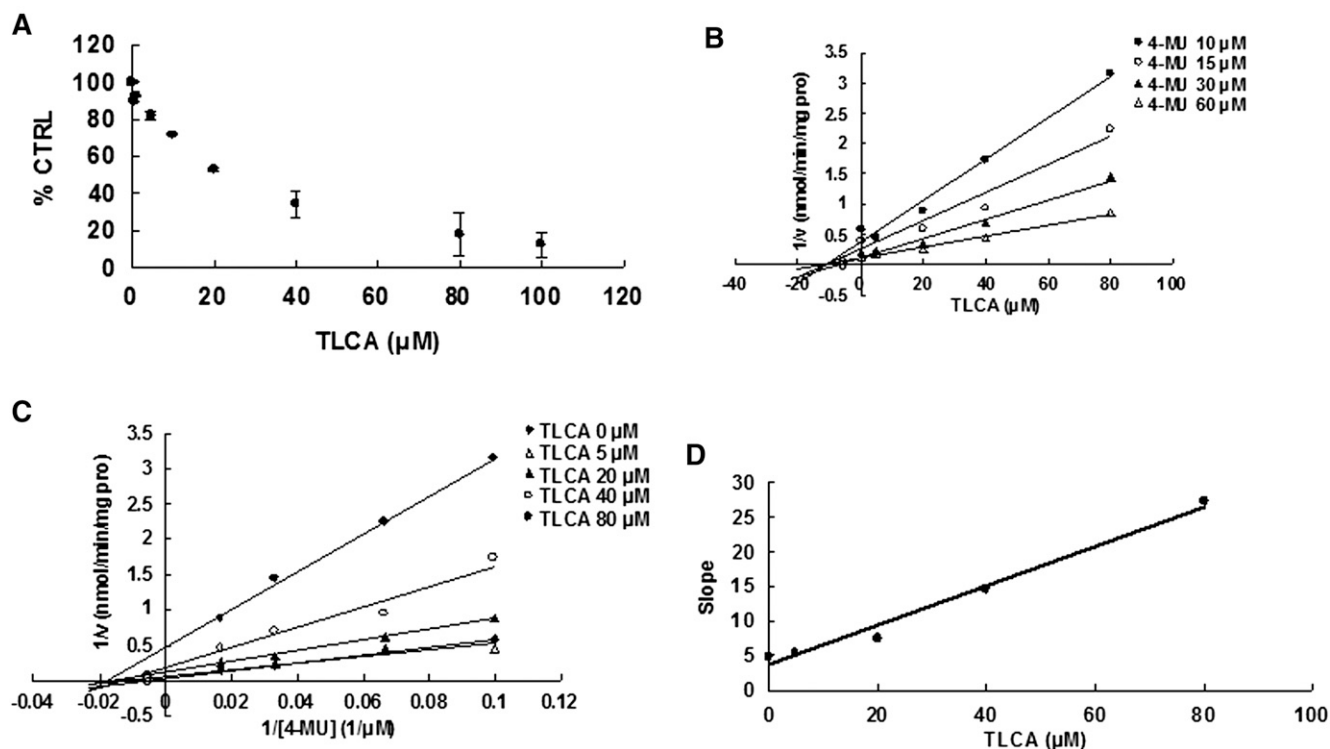 A
% CTRL
120
100
80
60
40
20
0
0 20 40 60 80 100 120
TLCA (µM)
B
4-MU 10 µM
4-MU 15 µM
4-MU 30 µM
4-MU 60 µM
1/v (nmol/min/mg pro)
3.5
3
2.5
2
1.5
1
0.5
0
-0.5
-40 -20 0 20 40 60 80 100
TLCA (µM)
C
TLCA 0 µM
TLCA 5 µM
TLCA 20 µM
TLCA 40 µM
TLCA 80 µM
1/v (nmol/min/mg pro)
3.5
3
2.5
2
1.5
1
0.5
0
-0.5
-0.04 -0.02 0 0.02 0.04 0.06 0.08 0.1 0.12
1/[4-MU] (1/µM)
D
Slope
30
25
20
15
10
5
0
0 20 40 60 80 100
TLCA (µM)